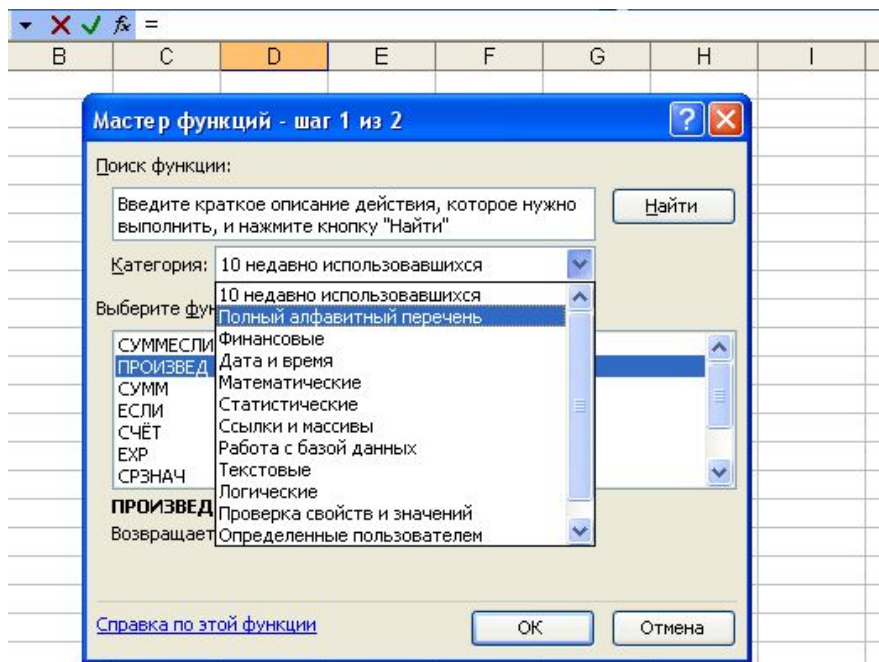 fx =
B C D E F G H I
Мастер функций - шаг 1 из 2
Поиск функции:
Введите краткое описание действия, которое нужно
выполнить, и нажмите кнопку "Найти"
Найти
Категория: 10 недавно использовавшихся
10 недавно использовавшихся
Полный алфавитный перечень
Финансовые
Дата и время
Математические
Статистические
Ссылки и массивы
Работа с базой данных
Текстовые
Логические
Проверка свойств и значений
Определенные пользователем
Выберите фун
СУММЕСЛИ
ПРОИЗВЕД
СУММ
ЕСЛИ
СЧЁТ
EXP
СРЗНАЧ
ПРОИЗВЕД
Возвращает
Справка по этой функции
ОК
Отмена